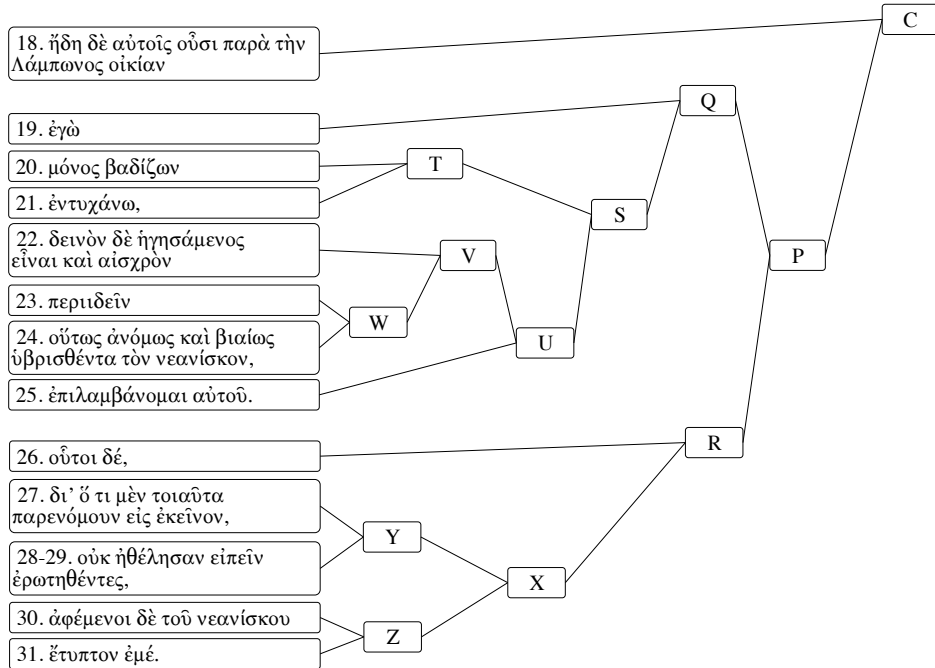 C
18. ἤδη δὲ αὐτοῖς οὖσι παρὰ τὴν
Λάμπωνος οἰκίαν
Q
19. ἐγὼ
20. μόνος βαδίζων
T
21. ἐντυχάνω,
S
22. δεινὸν δὲ ἡγησάμενος
εἶναι καὶ αἰσχρὸν
V
P
23. περιιδεῖν
W
24. οὕτως ἀνόμως καὶ βιαίως
ὑβρισθέντα τὸν νεανίσκον,
U
25. ἐπιλαμβάνομαι αὐτοῦ.
R
26. οὗτοι δέ,
27. δι’ ὅ τι μὲν τοιαῦτα
παρενόμουν εἰς ἐκεῖνον,
Y
28-29. οὐκ ἠθέλησαν εἰπεῖν
ἐρωτηθέντες,
X
30. ἀφέμενοι δὲ τοῦ νεανίσκου
Z
31. ἔτυπτον ἐμέ.